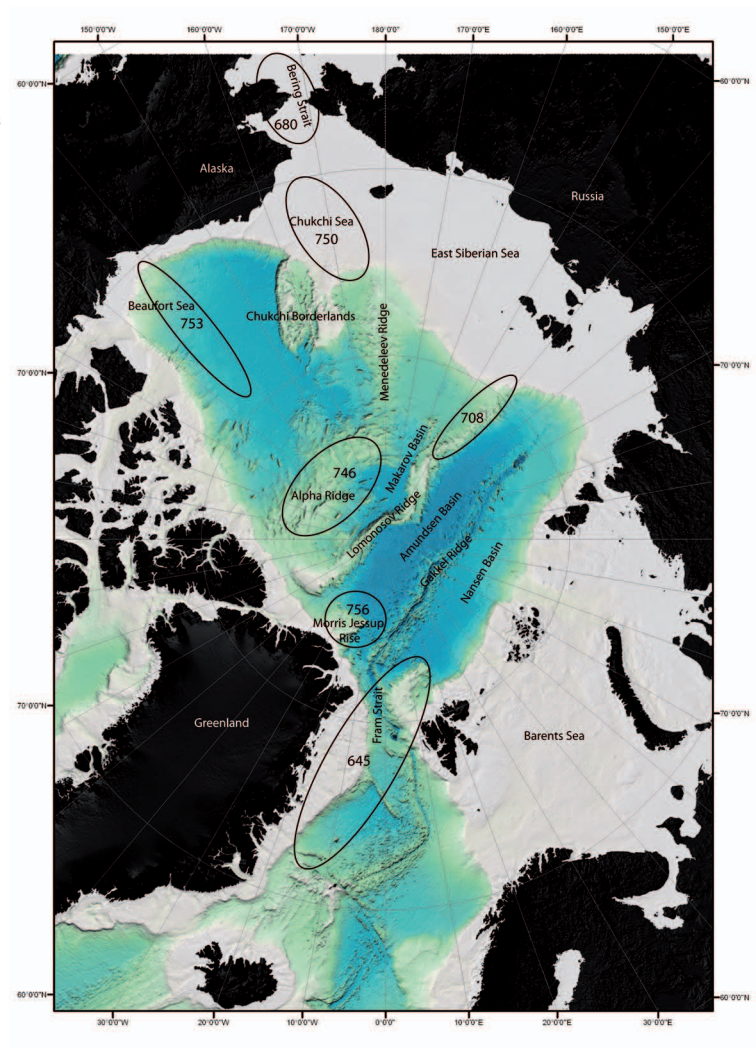 150°0'0"W 160°0'0"W 170°0'0"W 180°0'0" 170°0'0"E 160°0'0"E 150°0'0"E
60°0'0"N
60°0'0"N
Bering Strait
680
Alaska
Russia
Chukchi Sea
750
East Siberian Sea
Beaufort Sea
753
Chukchi Borderlands
Menedeleev Ridge
70°0'0"N
70°0'0"N
708
Makarov Basin
746
Alpha Ridge
Lomonosov Ridge
Amundsen Basin
Gakkel Ridge
Nansen Basin
756
Morris Jessup
Rise
70°0'0"N
70°0'0"N
Greenland
Fram Strait
645
Barents Sea
60°0'0"N
60°0'0"N
30°0'0"W 20°0'0"W 10°0'0"W 0°0'0" 10°0'0"E 20°0'0"E 30°0'0"E